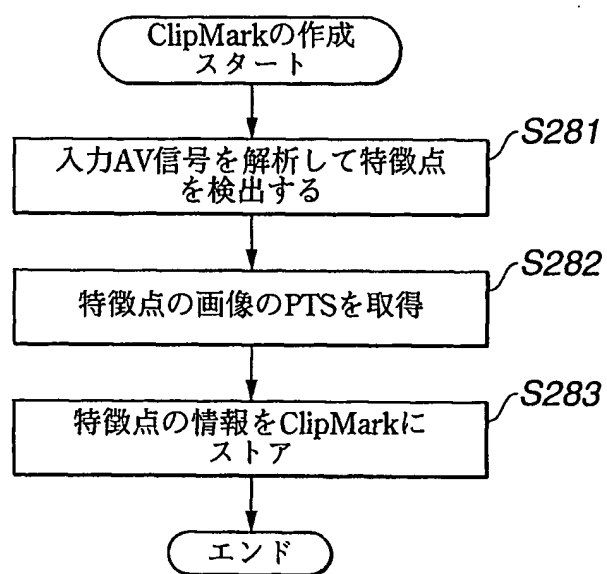 ClipMarkの作成
スタート
S281
入力AV信号を解析して特徴点
を検出する
S282
特徴点の画像のPTSを取得
S283
特徴点の情報をClipMarkに
ストア
エンド